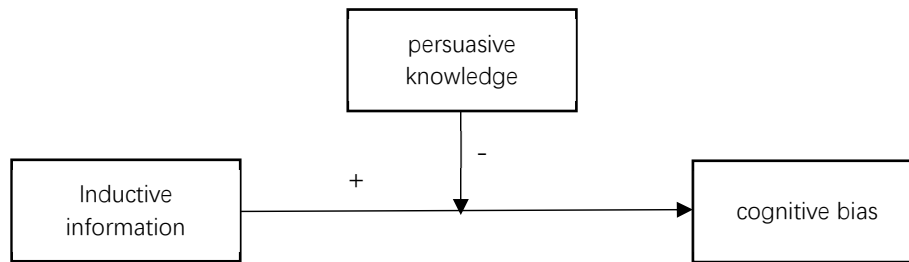 persuasive
knowledge
-
+
Inductive
information
cognitive bias